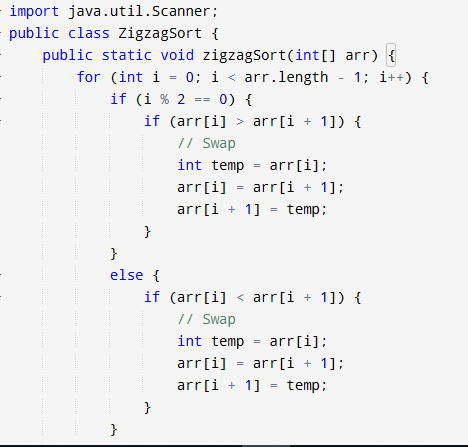 import java.util.Scanner;
public class ZigzagSort {
    public static void zigzagSort(int[] arr) {
        for (int i = 0; i < arr.length - 1; i++) {
            if (i % 2 == 0) {
                if (arr[i] > arr[i + 1]) {
                    // Swap
                    int temp = arr[i];
                    arr[i] = arr[i + 1];
                    arr[i + 1] = temp;
                }
            }
            else {
                if (arr[i] < arr[i + 1]) {
                    // Swap
                    int temp = arr[i];
                    arr[i] = arr[i + 1];
                    arr[i + 1] = temp;
                }
            }